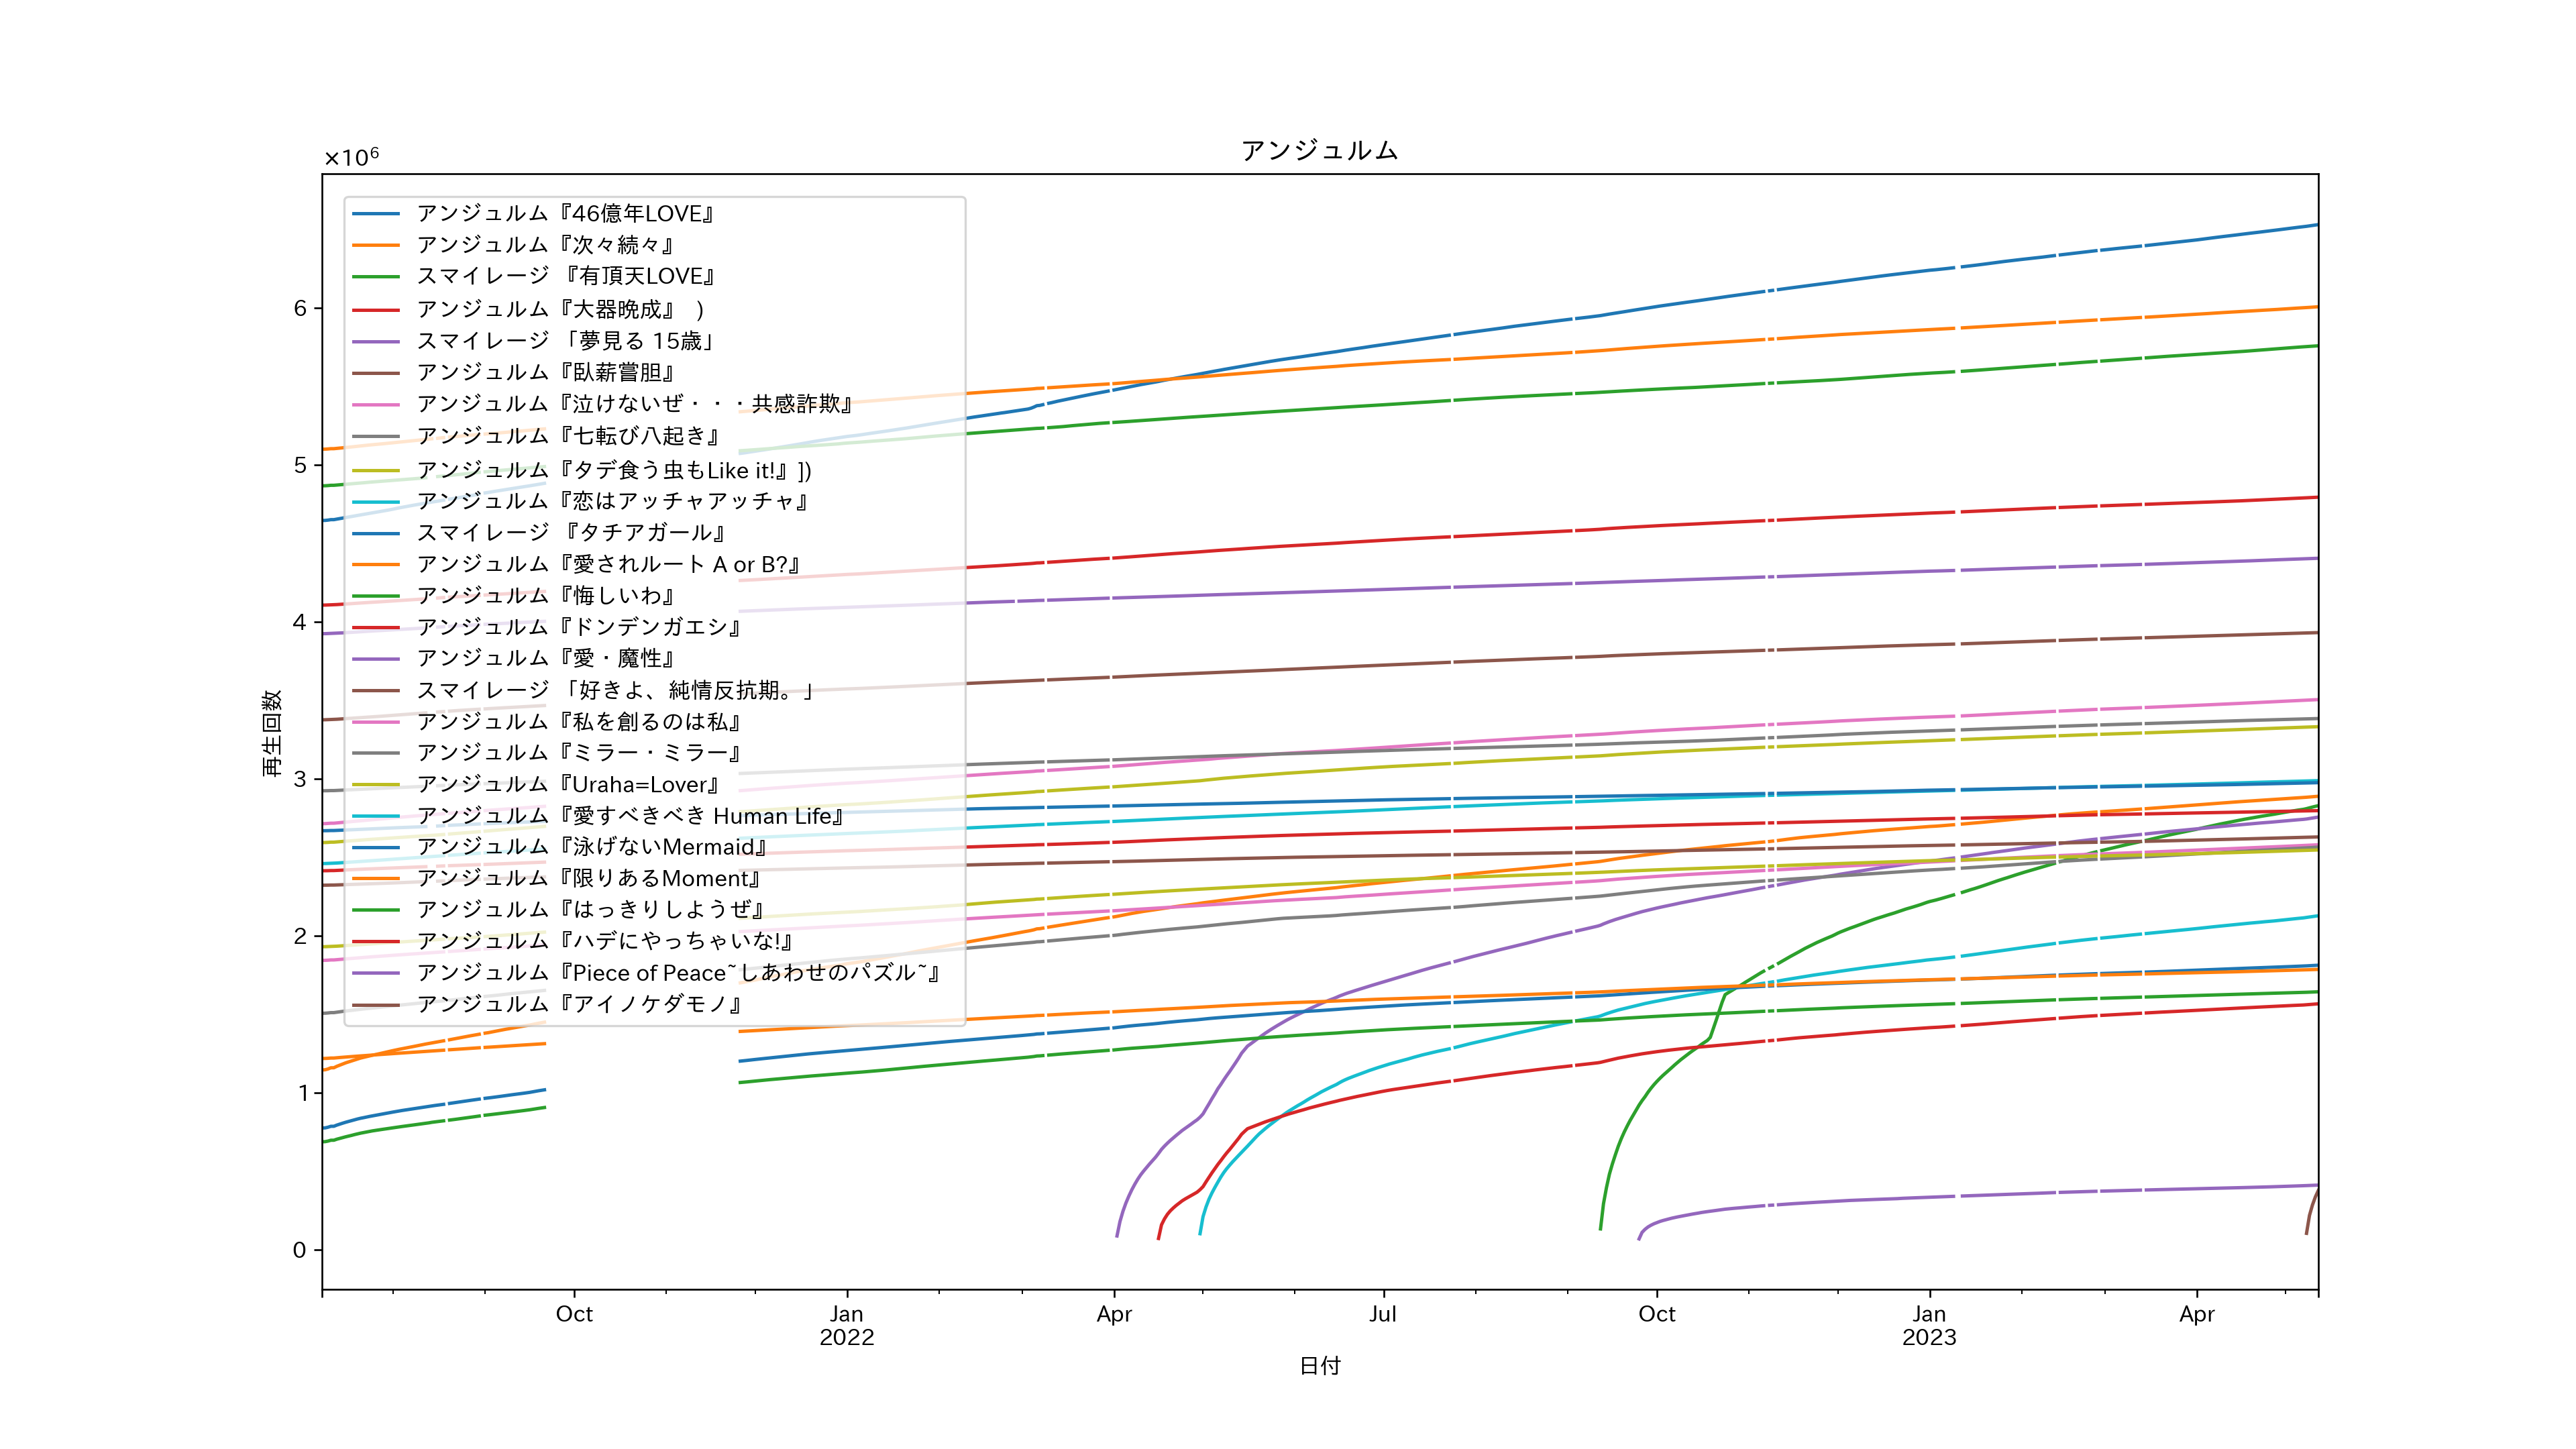 アンジュルム
×10⁶
アンジュルム『46億年LOVE』
アンジュルム『次々続々』
スマイレージ 『有頂天LOVE』
アンジュルム『大器晩成』 )
スマイレージ 「夢見る 15歳」
アンジュルム『臥薪嘗胆』
アンジュルム『泣けないぜ・・・共感詐欺』
アンジュルム『七転び八起き』
アンジュルム『タデ食う虫もLike it!』])
アンジュルム『恋はアッチャアッチャ』
スマイレージ 『タチアガール』
アンジュルム『愛されルート A or B?』
アンジュルム『悔しいわ』
アンジュルム『ドンデンガエシ』
アンジュルム『愛・魔性』
スマイレージ 「好きよ、純情反抗期。」
アンジュルム『私を創るのは私』
アンジュルム『ミラー・ミラー』
アンジュルム『Uraha=Lover』
アンジュルム『愛すべきべき Human Life』
アンジュルム『泳げないMermaid』
アンジュルム『限りあるMoment』
アンジュルム『はっきりしようぜ』
アンジュルム『ハデにやっちゃいな!』
アンジュルム『Piece of Peace~しあわせのパズル~』
アンジュルム『アイノケダモノ』
6
5
4
3
2
1
0
再生回数
Oct
Jan
2022
Apr
Jul
Oct
Jan
2023
Apr
日付